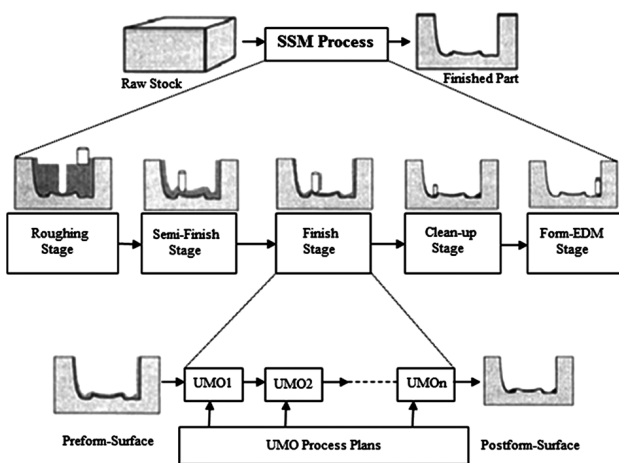 SSM Process
Raw Stock
Finished Part
Roughing
Stage
Semi-Finish
Stage
Finish
Stage
Clean-up
Stage
Form-EDM
Stage
UMO1
UMO2
UMOn
Preform-Surface
UMO Process Plans
Postform-Surface